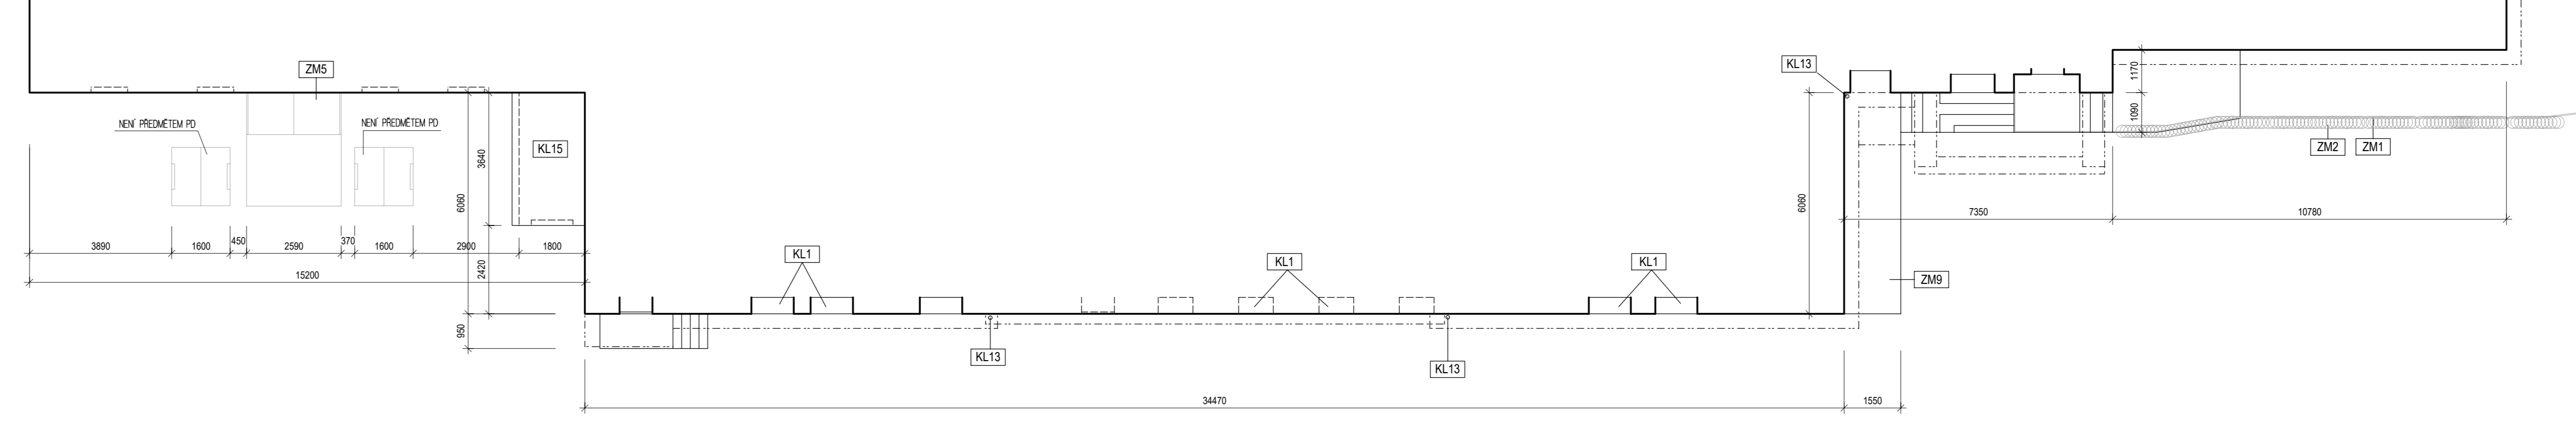 ZM5
KL13
1170
NENÍ PŘEDMĚTEM PD
NENÍ PŘEDMĚTEM PD
1090
KL15
3640
ZM2
ZM1
6060
6060
7350
10780
3890
1600
450
2590
370
1600
2900
1800
KL1
KL1
KL1
2420
15200
ZM9
950
KL13
KL13
34470
1550